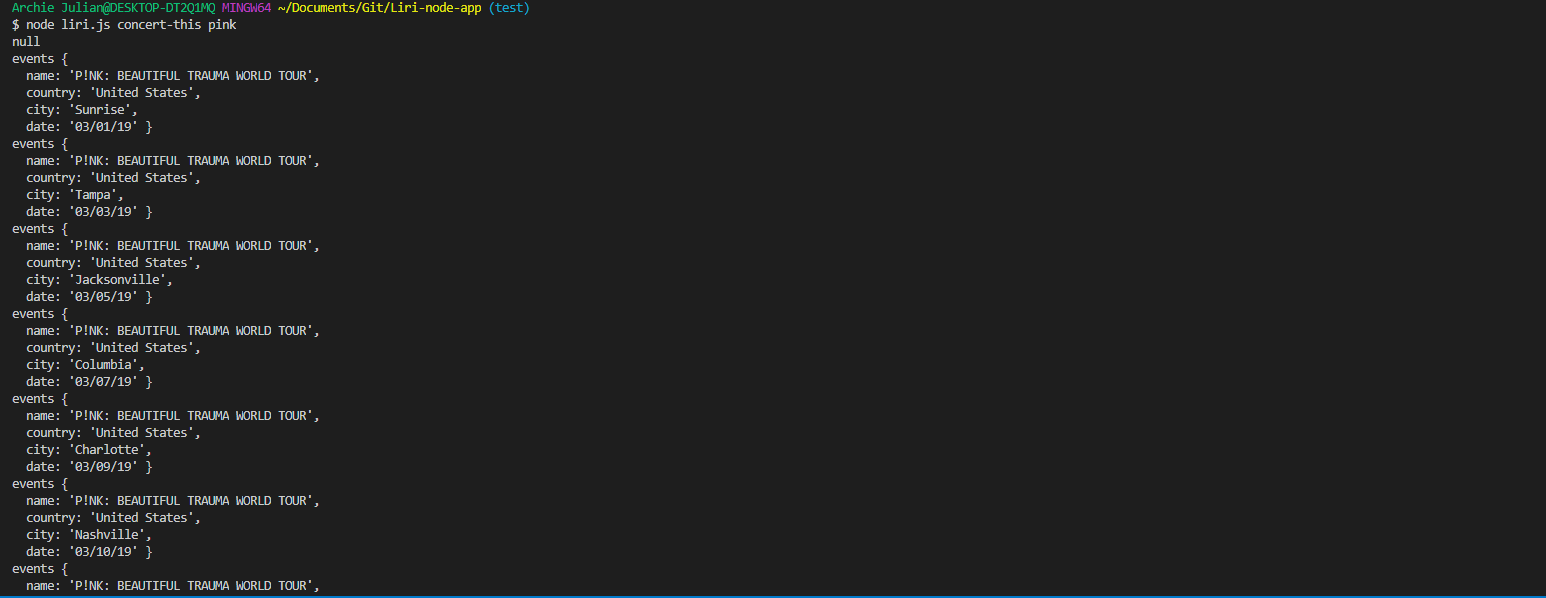 Archie Julian@DESKTOP-DT2Q1MQ MINGW64 ~/Documents/Git/Liri-node-app (test)
$ node liri.js concert-this pink
null
events {
  name: 'P!NK: BEAUTIFUL TRAUMA WORLD TOUR',
  country: 'United States',
  city: 'Sunrise',
  date: '03/01/19' }
events {
  name: 'P!NK: BEAUTIFUL TRAUMA WORLD TOUR',
  country: 'United States',
  city: 'Tampa',
  date: '03/03/19' }
events {
  name: 'P!NK: BEAUTIFUL TRAUMA WORLD TOUR',
  country: 'United States',
  city: 'Jacksonville',
  date: '03/05/19' }
events {
  name: 'P!NK: BEAUTIFUL TRAUMA WORLD TOUR',
  country: 'United States',
  city: 'Columbia',
  date: '03/07/19' }
events {
  name: 'P!NK: BEAUTIFUL TRAUMA WORLD TOUR',
  country: 'United States',
  city: 'Charlotte',
  date: '03/09/19' }
events {
  name: 'P!NK: BEAUTIFUL TRAUMA WORLD TOUR',
  country: 'United States',
  city: 'Nashville',
  date: '03/10/19' }
events {
  name: 'P!NK: BEAUTIFUL TRAUMA WORLD TOUR',